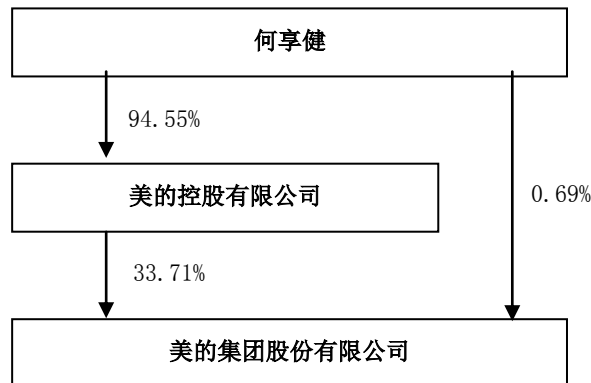 何享健
94.55%
美的控股有限公司
0.69%
33.71%
美的集团股份有限公司